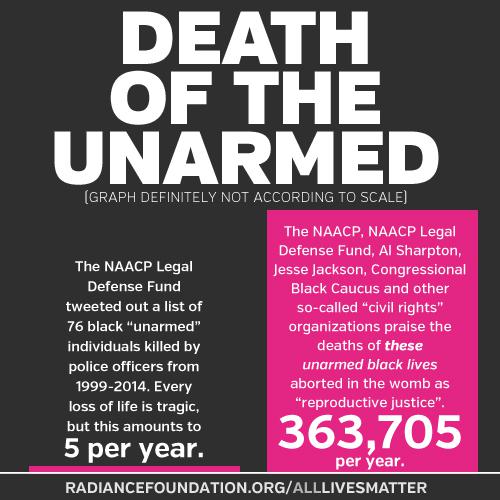 DEATH
OF THE
UNARMED
(GRAPH DEFINITELY NOT ACCORDING TO SCALE)
The NAACP Legal
Defense Fund
tweeted out a list of
76 black “unarmed”
individuals killed by
police officers from
1999-2014. Every
loss of life is tragic,
but this amounts to
5 per year.
The NAACP, NAACP Legal
Defense Fund, Al Sharpton,
Jesse Jackson, Congressional
Black Caucus and other
so-called “civil rights”
organizations praise the
deaths of these
unarmed black lives
aborted in the womb as
“reproductive justice”.
363,705
per year.
RADIANCEFOUNDATION.ORG/ALLLIVESMATTER